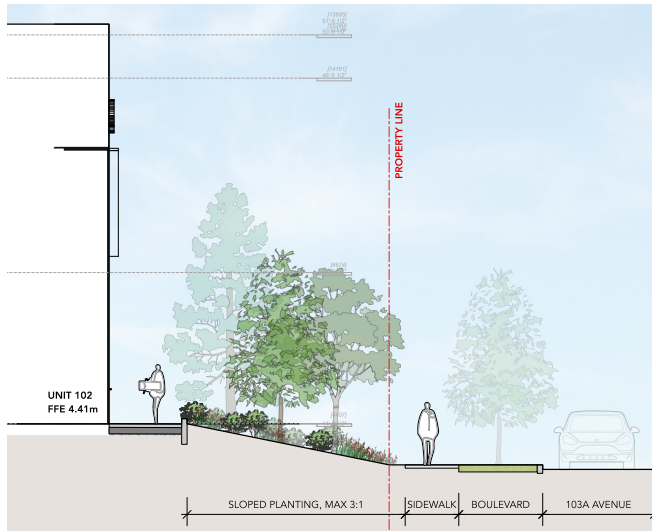 PROPERTY LINE
UNIT 102
FFE 4.41m
SLOPED PLANTING, MAX 3:1
SIDEWALK
BOULEVARD
103A AVENUE